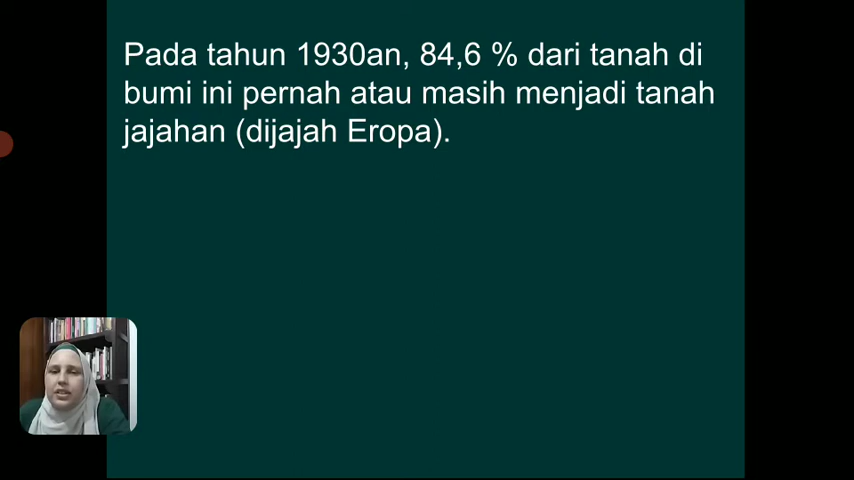 Pada tahun 1930an, 84,6 % dari tanah di
bumi ini pernah atau masih menjadi tanah
jajahan (dijajah Eropa).